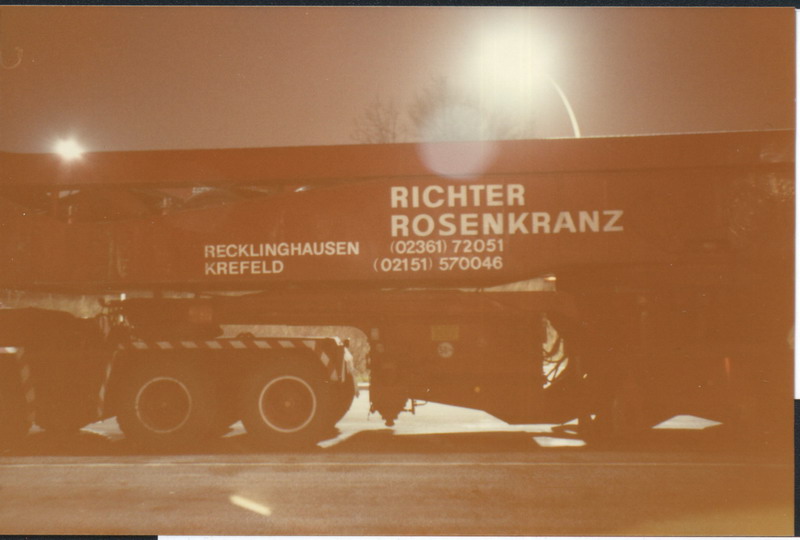 RICHTER
ROSENKRANZ
RECKLINGHAUSEN (02361) 72051
KREFELD (02151) 570046